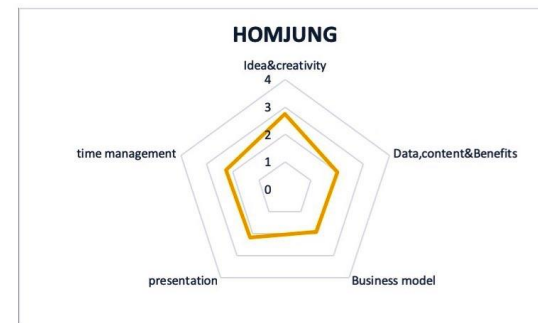 HOMJUNG
Idea&creativity
4
3
2
1
0
time management
Data,content&Benefits
presentation
Business model